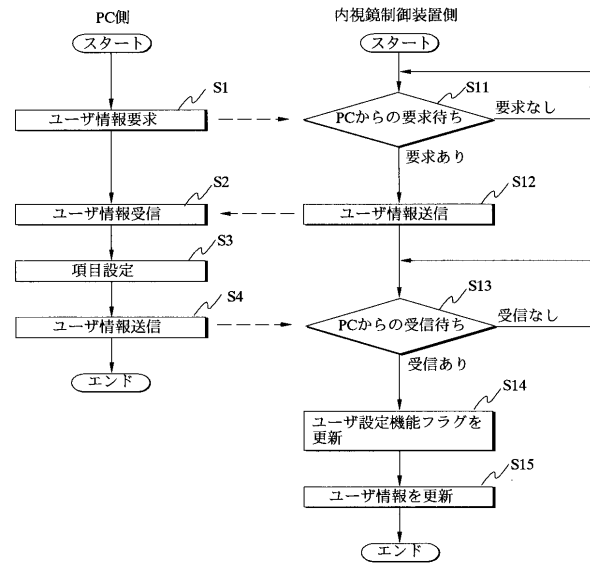 PC側
スタート
S1
ユーザ情報要求
S2
ユーザ情報受信
S3
項目設定
S4
ユーザ情報送信
エンド
内視鏡制御装置側
スタート
S11
PCからの要求待ち
要求なし
要求あり
S12
ユーザ情報送信
S13
PCからの受信待ち
受信なし
受信あり
S14
ユーザ設定機能フラグを
更新
S15
ユーザ情報を更新
エンド